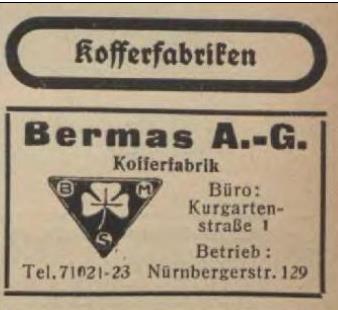 Kofferfabriken
Bermas A.-G.
Kofferfabrik
B M
S
Büro:
Kurgarten-
straße 1
Betrieb:
Tel. 71021-23 Nürnbergerstr. 129